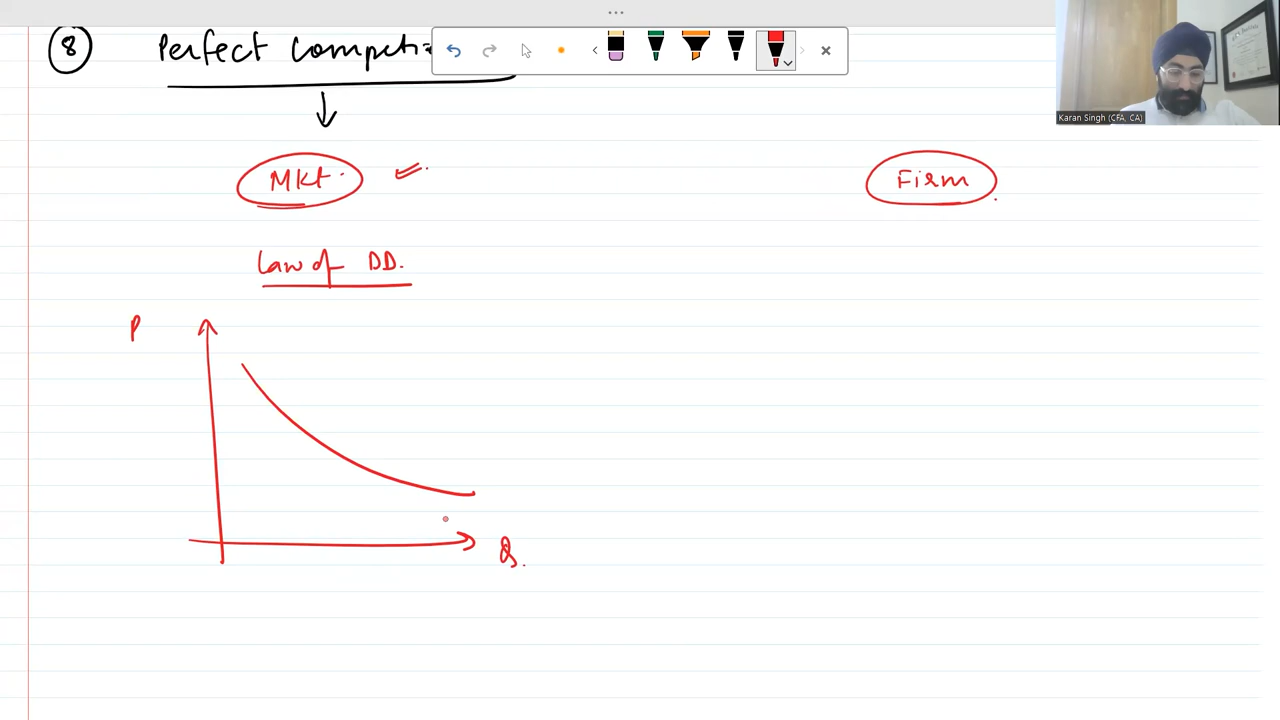 8 Perfect competi
Karan Singh (CFA, CA)
Mkt. Firm
Law of DD.
P
Q.